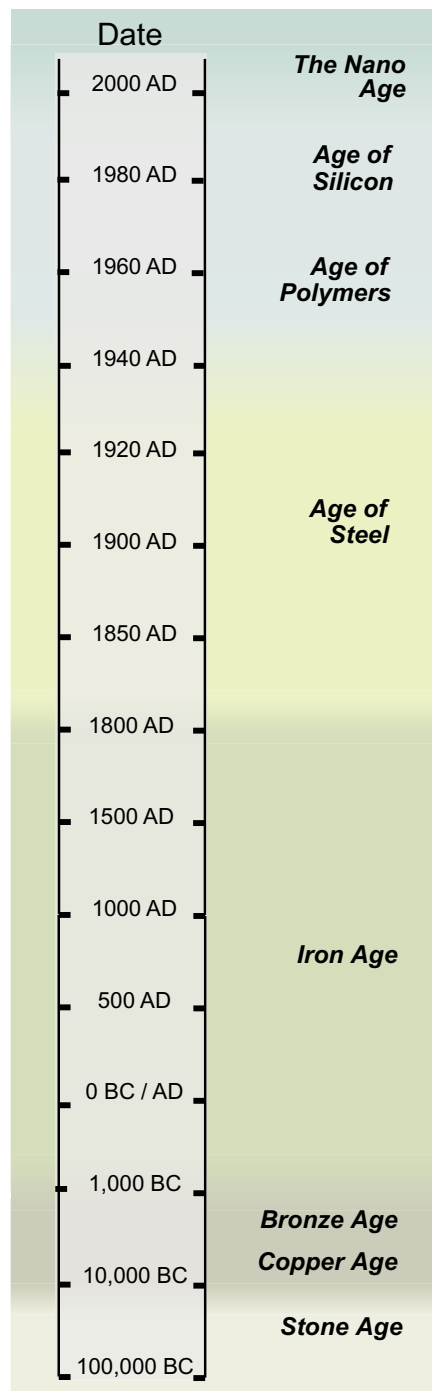 Date
The Nano
Age
2000 AD
Age of
Silicon
1980 AD
Age of
Polymers
1960 AD
1940 AD
1920 AD
Age of
Steel
1900 AD
1850 AD
1800 AD
1500 AD
1000 AD
Iron Age
500 AD
0 BC / AD
1,000 BC
Bronze Age
Copper Age
10,000 BC
Stone Age
100,000 BC